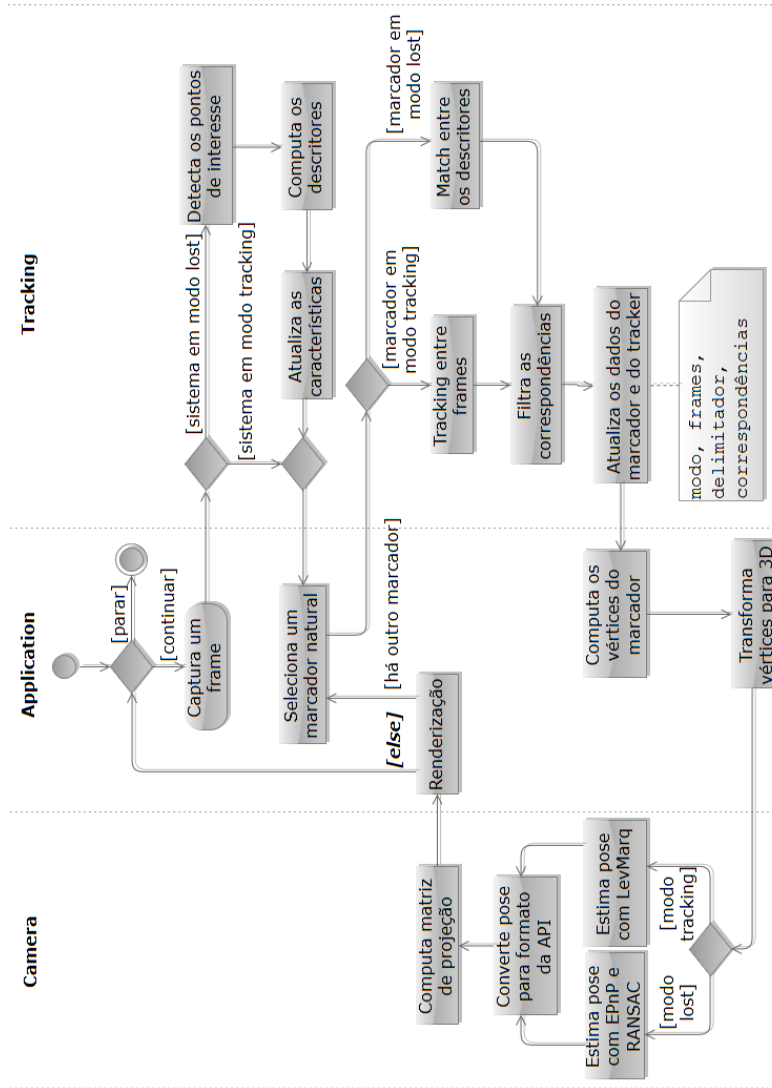 Camera
Application
Tracking
[parar]
[continuar]
Captura um
frame
[sistema em modo lost]
[sistema em modo tracking]
Detecta os pontos
de interesse
Computa os
descritores
Atualiza as
características
Seleciona um
marcador natural
[há outro marcador]
[else]
Renderização
[marcador em
modo lost]
[marcador em
modo tracking]
Match entre
os descritores
Tracking entre
frames
Filtra as
correspondências
Atualiza os dados do
marcador e do tracker
modo, frames,
delimitador,
correspondências
Computa os
vértices do
marcador
Transforma
vértices para 3D
[modo
lost]
[modo
tracking]
Estima pose
com EPnP e
RANSAC
Estima pose
com LevMarq
Converte pose
para formato
da API
Computa matriz
de projeção